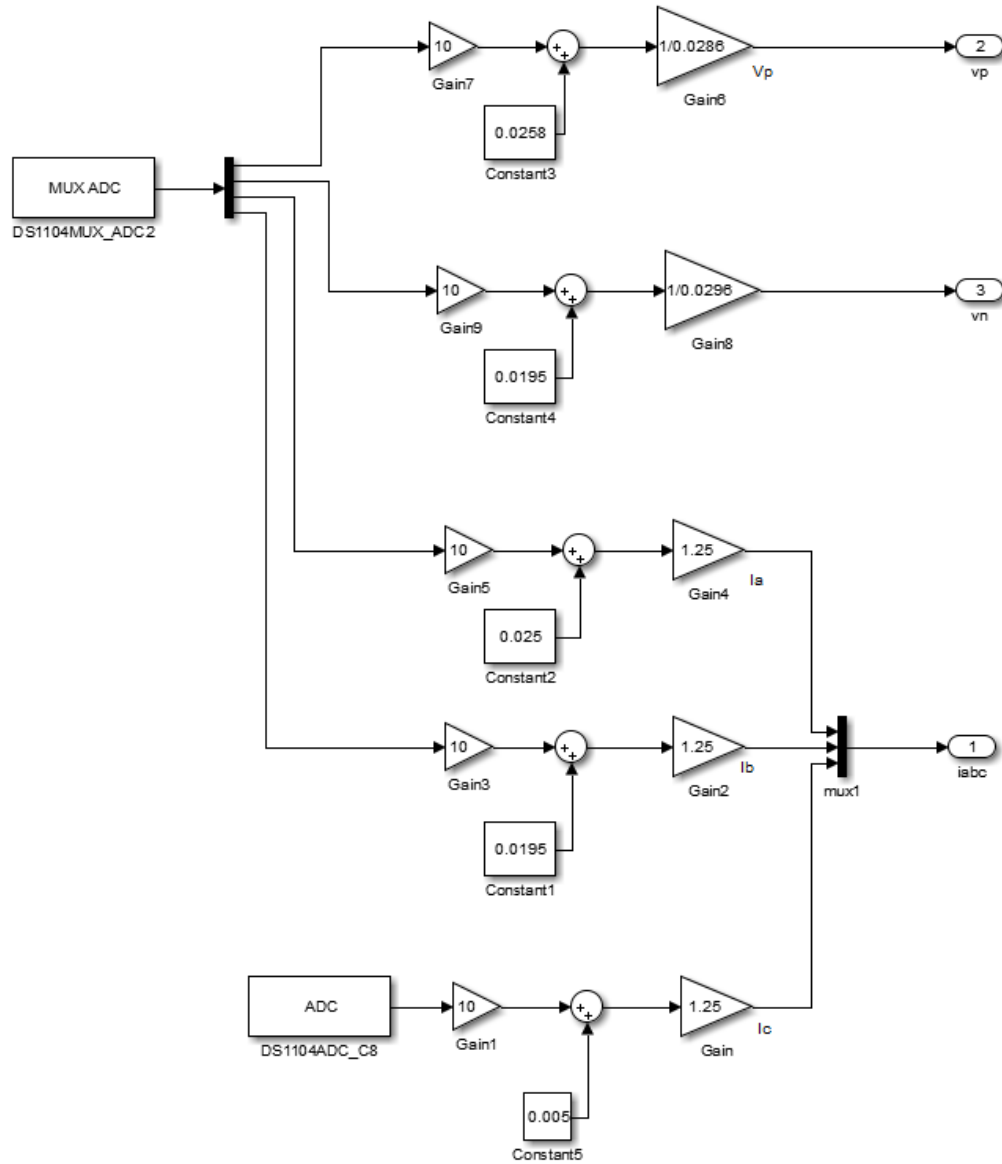 10
Gain7
1/0.0286
Gain6
Vp
2
vp
0.0258
Constant3
MUX ADC
DS1104MUX_ADC2
10
Gain9
1/0.0296
Gain8
3
vn
0.0195
Constant4
10
Gain5
1.25
Gain4
Ia
0.025
Constant2
10
Gain3
1.25
Gain2
Ib
mux1
1
iabc
0.0195
Constant1
ADC
DS1104ADC_C8
10
Gain1
1.25
Gain
Ic
0.005
Constant5